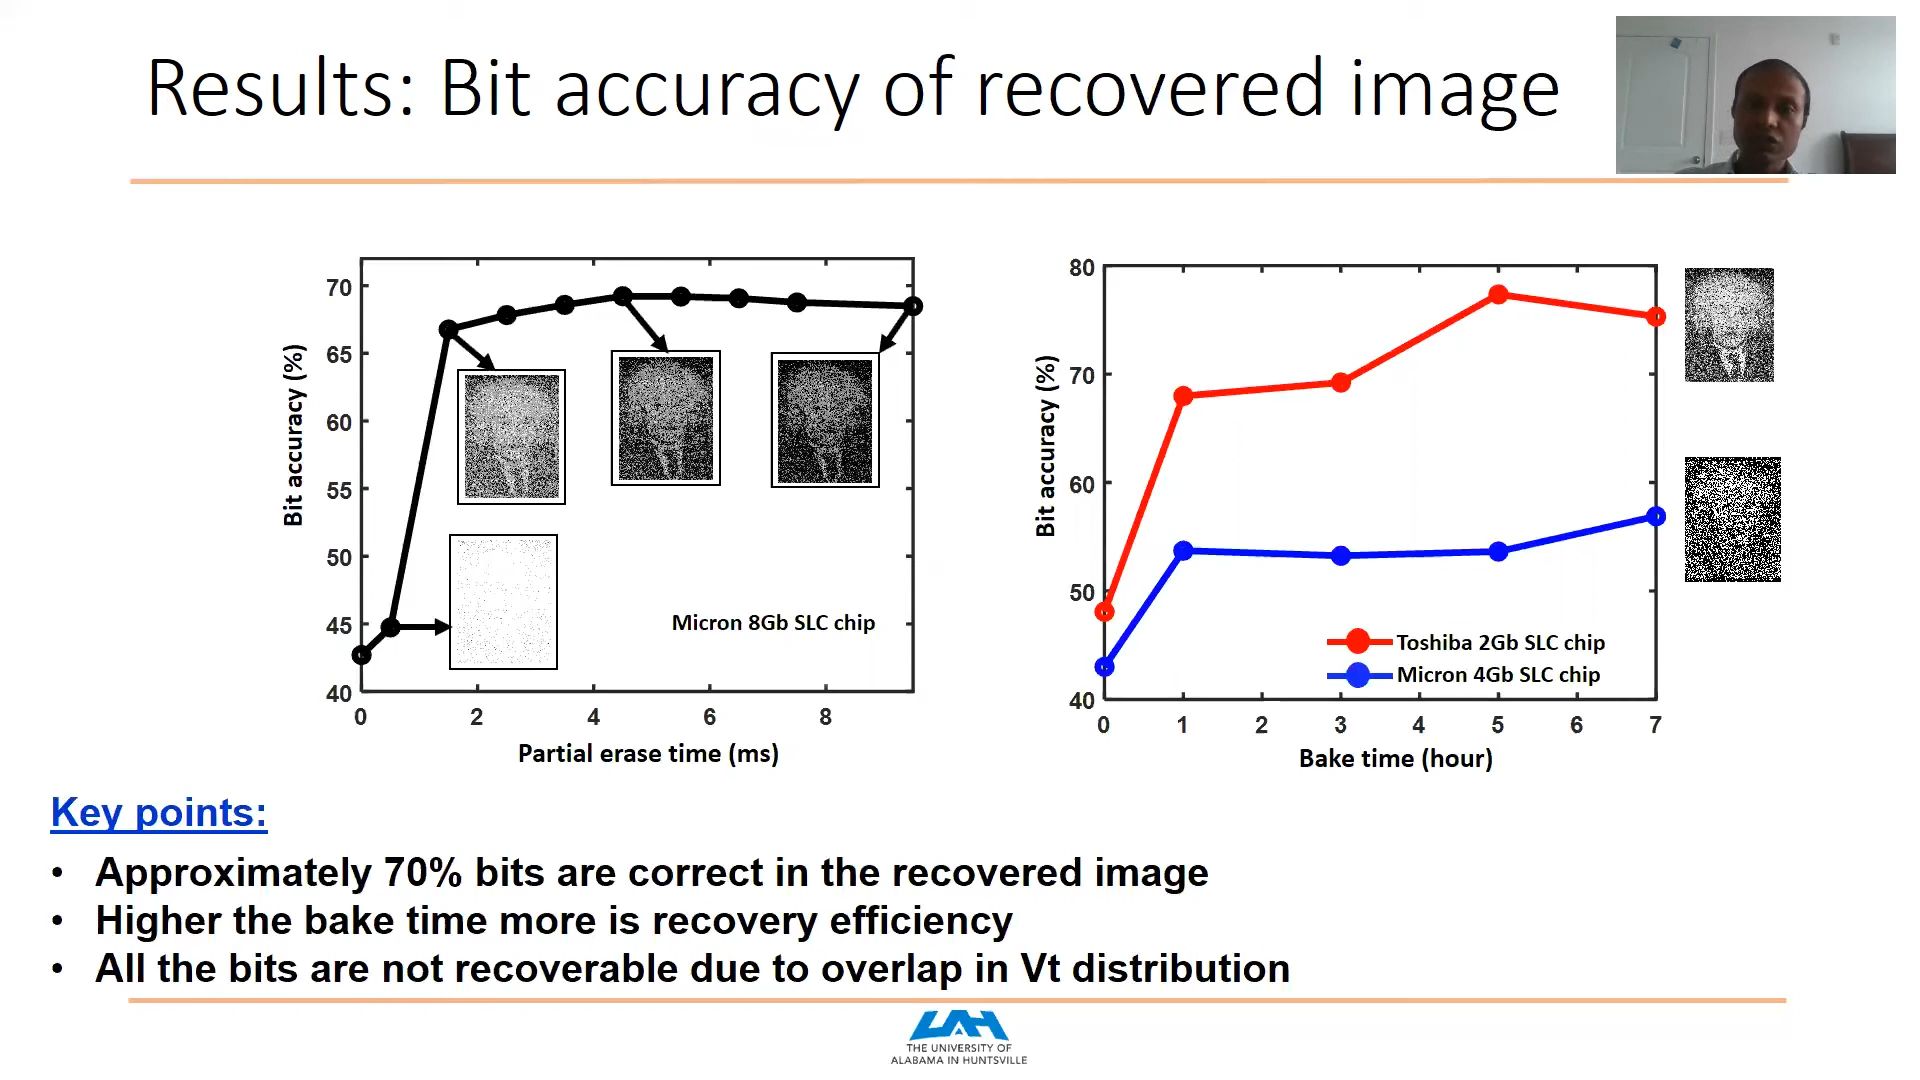 Results: Bit accuracy of recovered image
70
65
60
55
50
45
40
0
2
4
6
8
Bit accuracy (%)
Partial erase time (ms)
Micron 8Gb SLC chip
80
70
60
50
40
0
1
2
3
4
5
6
7
Bit accuracy (%)
Bake time (hour)
Toshiba 2Gb SLC chip
Micron 4Gb SLC chip
Key points:
• Approximately 70% bits are correct in the recovered image
• Higher the bake time more is recovery efficiency
• All the bits are not recoverable due to overlap in Vt distribution
UAH
THE UNIVERSITY OF
ALABAMA IN HUNTSVILLE